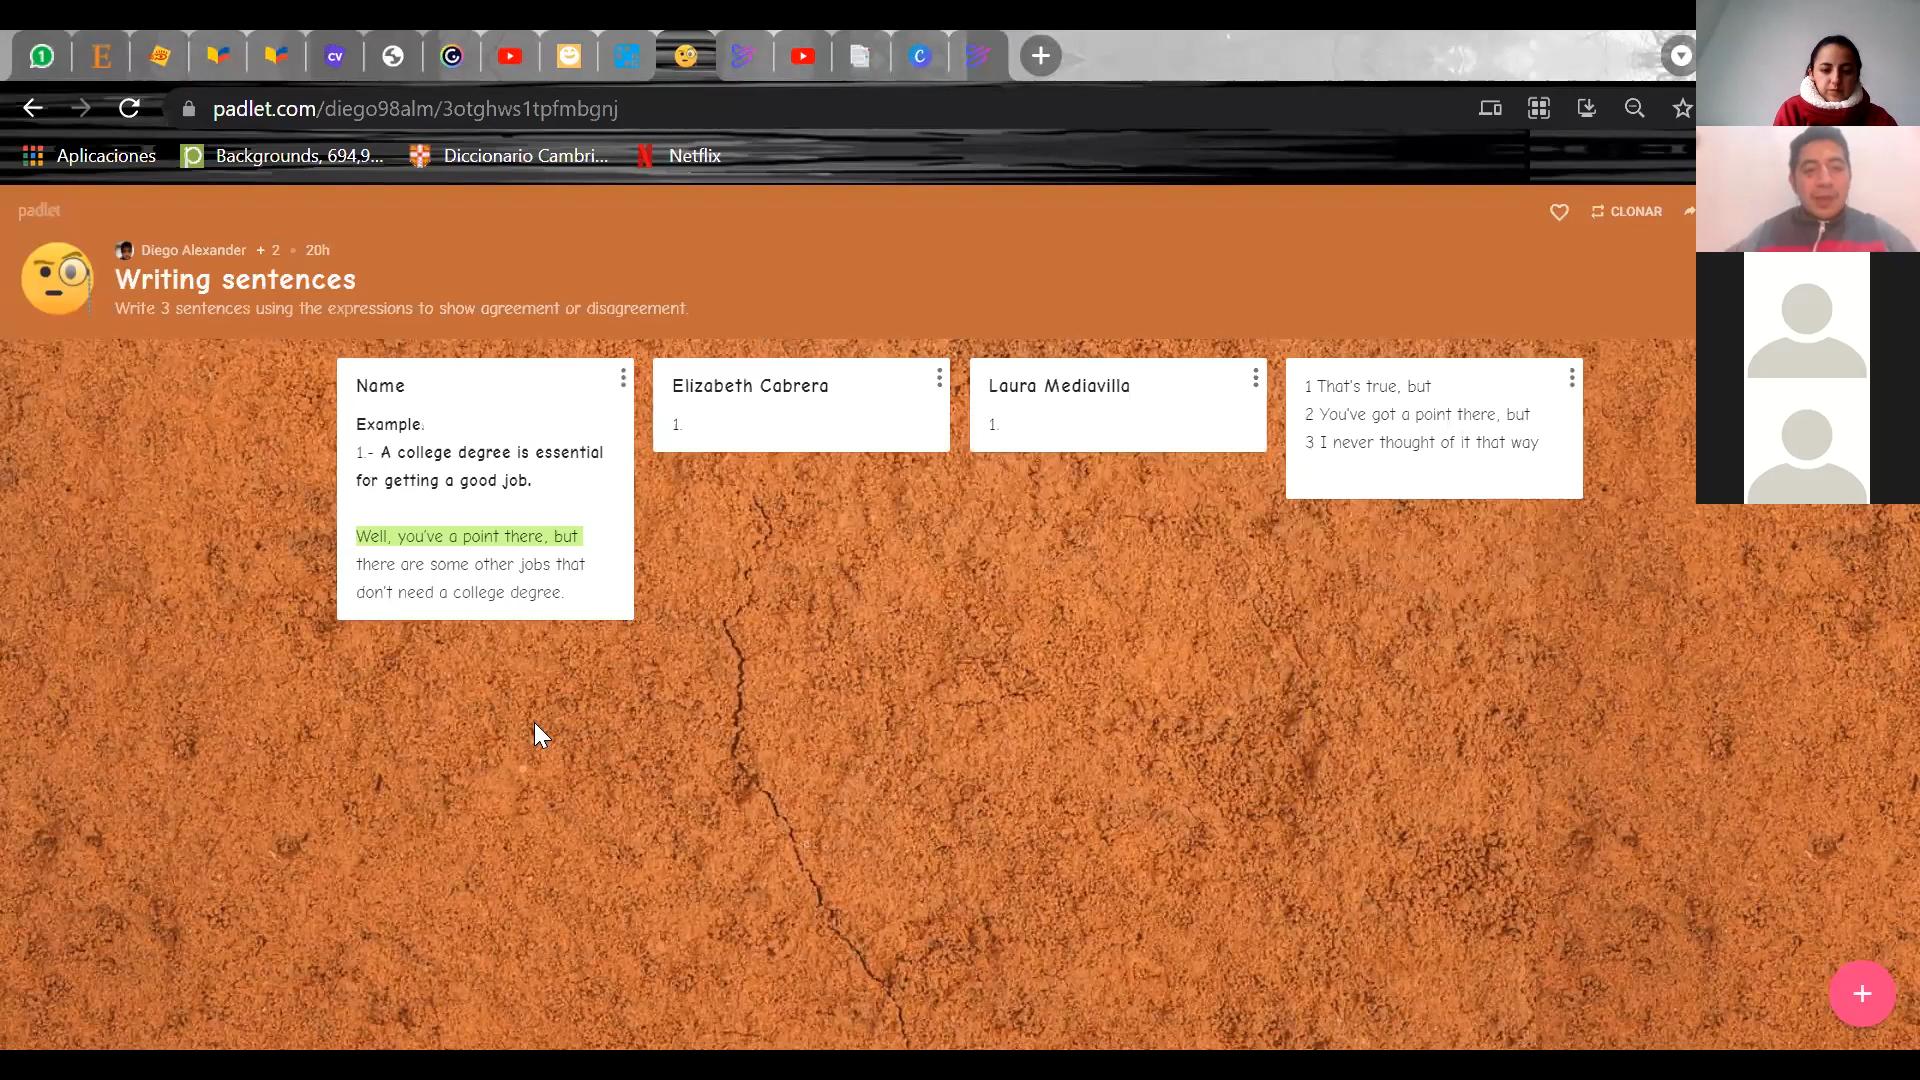 padlet.com/diego98alm/3otghws1tpfmbgnj
Aplicaciones
Backgrounds, 694,9...
Diccionario Cambri...
Netflix
padlet
CLONAR
Diego Alexander + 2 • 20h
Writing sentences
Write 3 sentences using the expressions to show agreement or disagreement.
Name
Example:
1.- A college degree is essential
for getting a good job.
Well, you've a point there, but
there are some other jobs that
don't need a college degree.
Elizabeth Cabrera
1.
Laura Mediavilla
1.
1 That's true, but
2 You've got a point there, but
3 I never thought of it that way